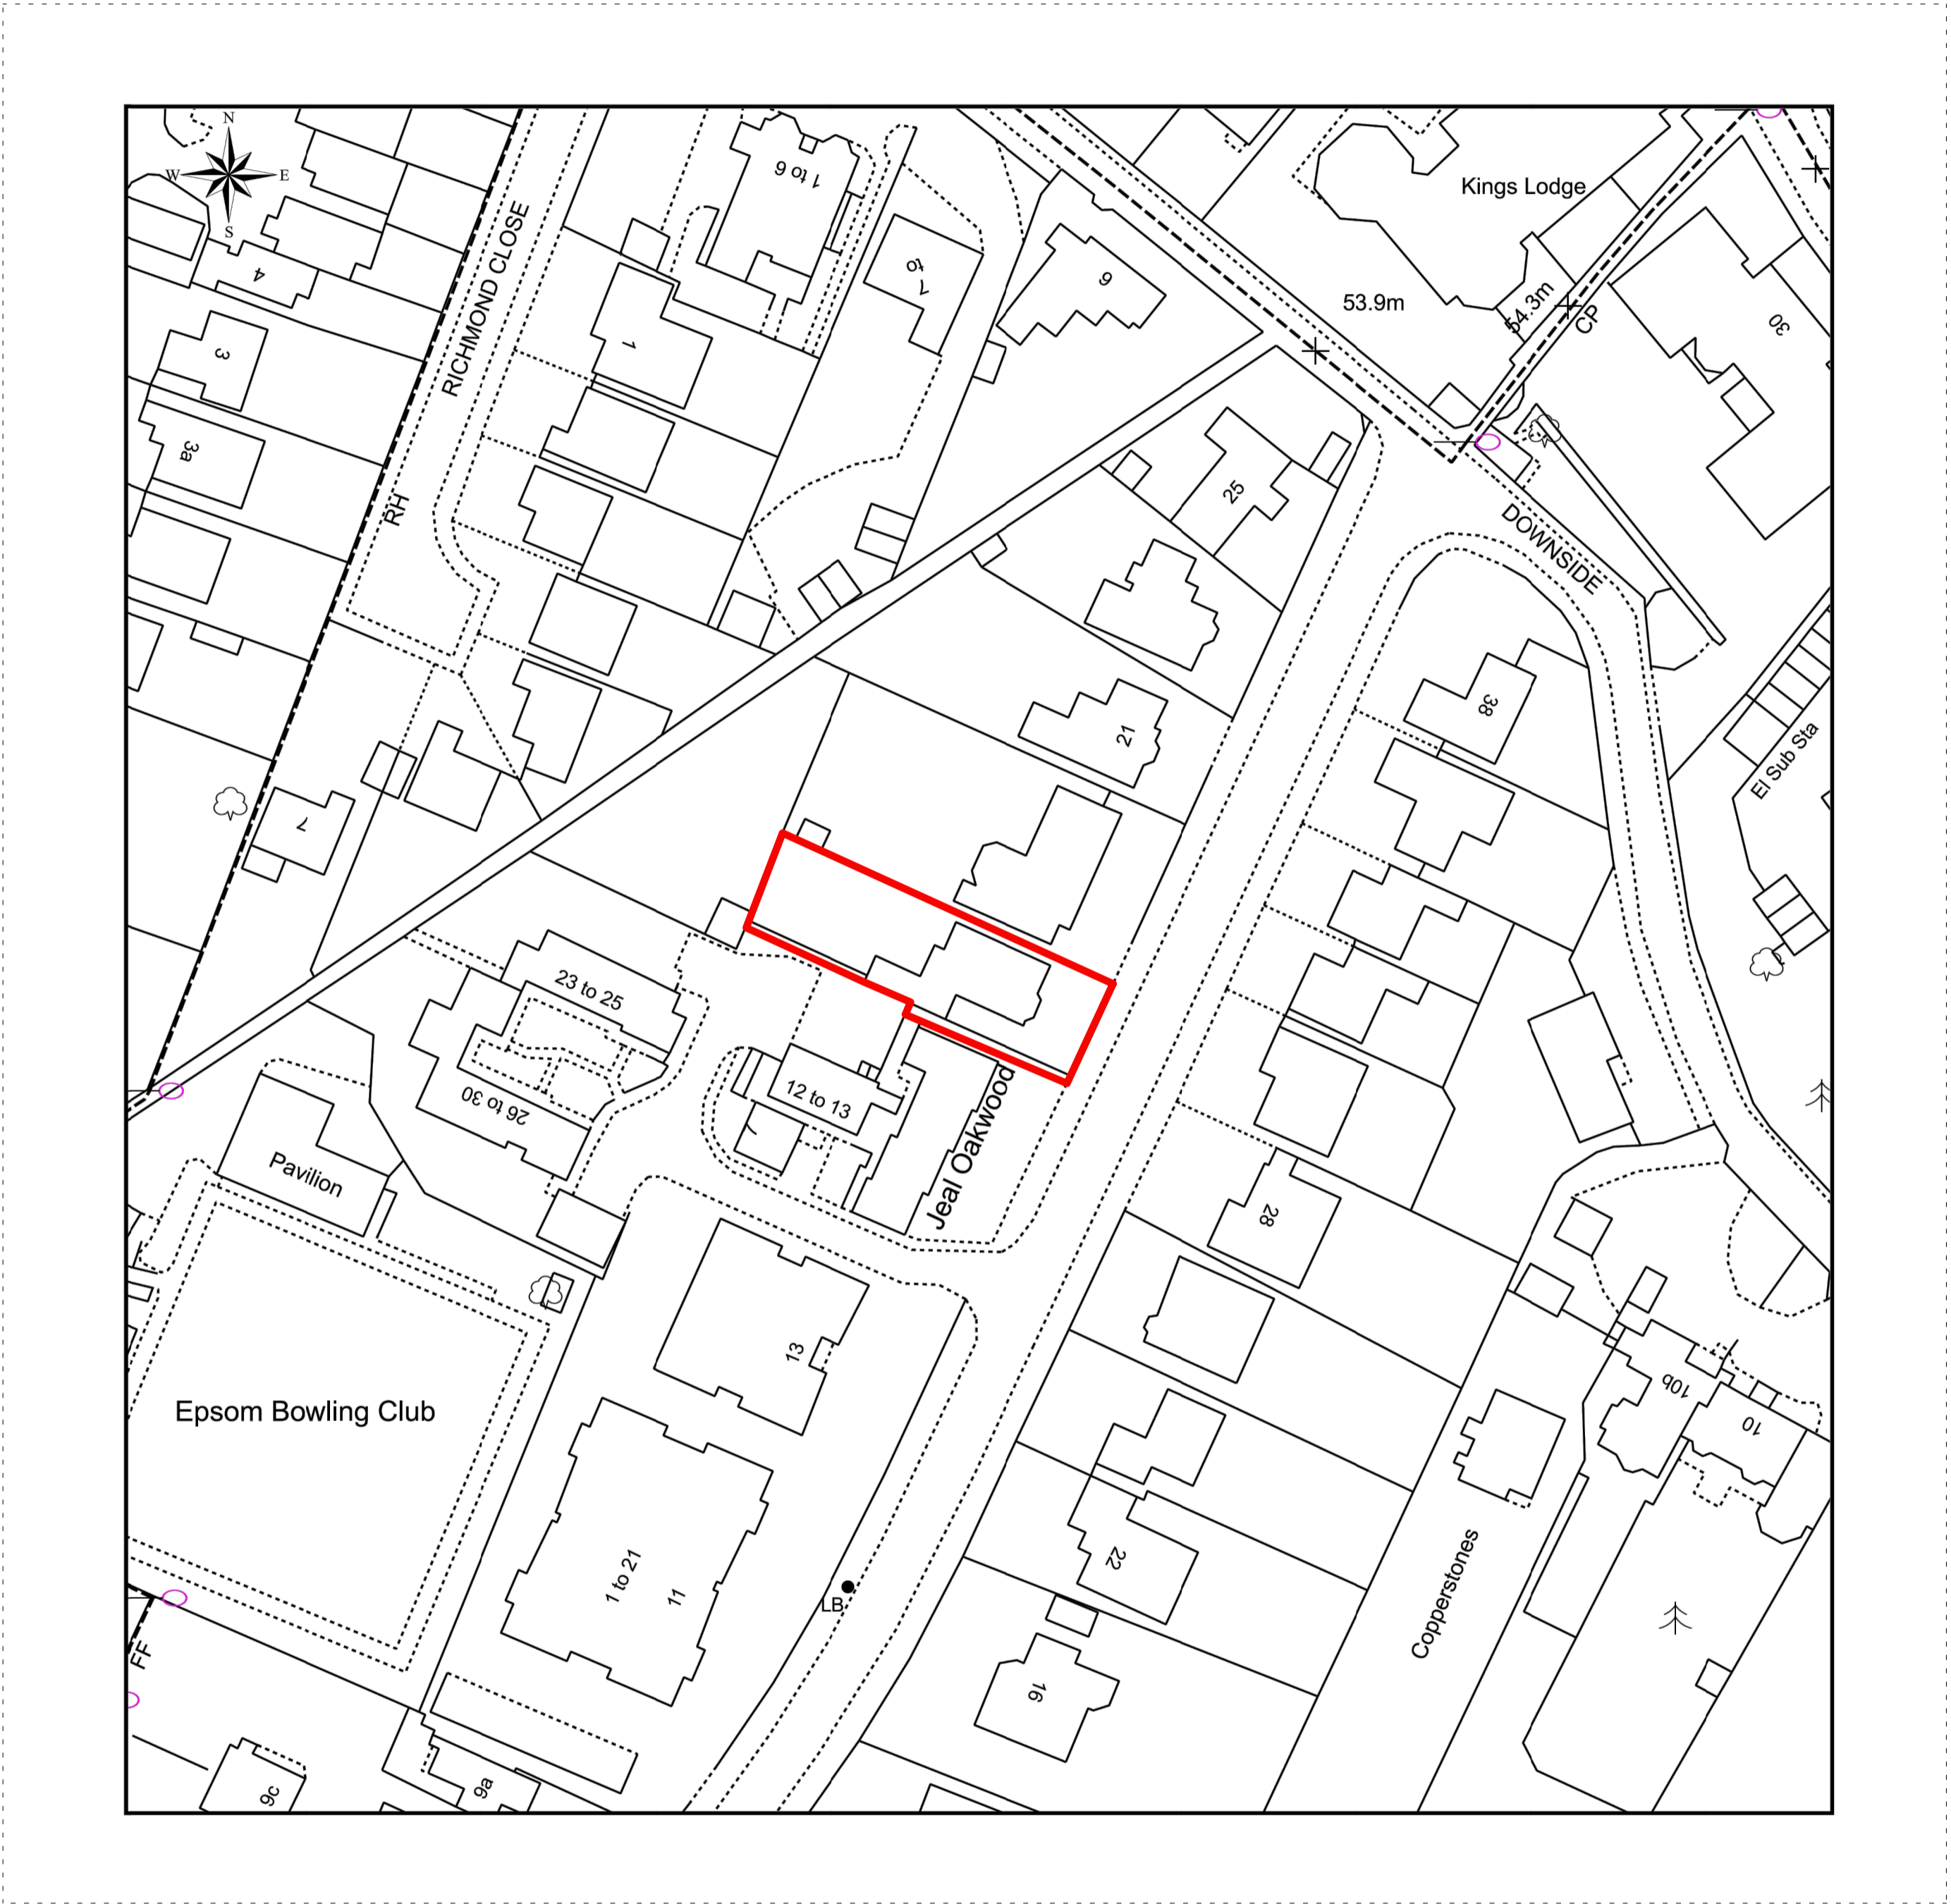 N
W E
S
1 to 6
Kings Lodge
RICHMOND CLOSE
4
to
7
9
53.9m
54.3m
CP
30
3
1
3a
RH
25
DOWNSIDE
38
21
El Sub Sta
7
23 to 25
26 to 30
12 to 13
Jeal Oakwood
Pavilion
28
13
10b
10
Epsom Bowling Club
1 to 21
11
22
LB
Copperstones
FF
16
9c
9a